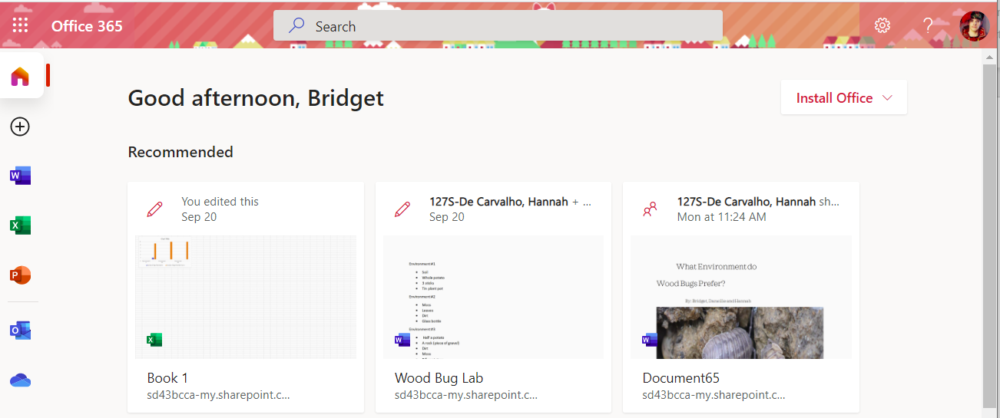 Office 365
Search
Good afternoon, Bridget
Install Office
Recommended
You edited this
Sep 20
Book 1
sd43bcca-my.sharepoint.c...
127S-De Carvalho, Hannah + ...
Sep 20
Environment #1
• Soil
• Whole potato
• 3 sticks
• Tin plant pot
Environment #2
• Moss
• Leaves
• Dirt
• Glass bottle
Environment #3
• Half a potato
• A rock (piece of gravel)
• Dirt
• Moss
Wood Bug Lab
sd43bcca-my.sharepoint.c...
127S-De Carvalho, Hannah sh...
Mon at 11:24 AM
What Environment do
Wood Bugs Prefer?
By: Bridget, Danielle and Hannah
Document65
sd43bcca-my.sharepoint.c...